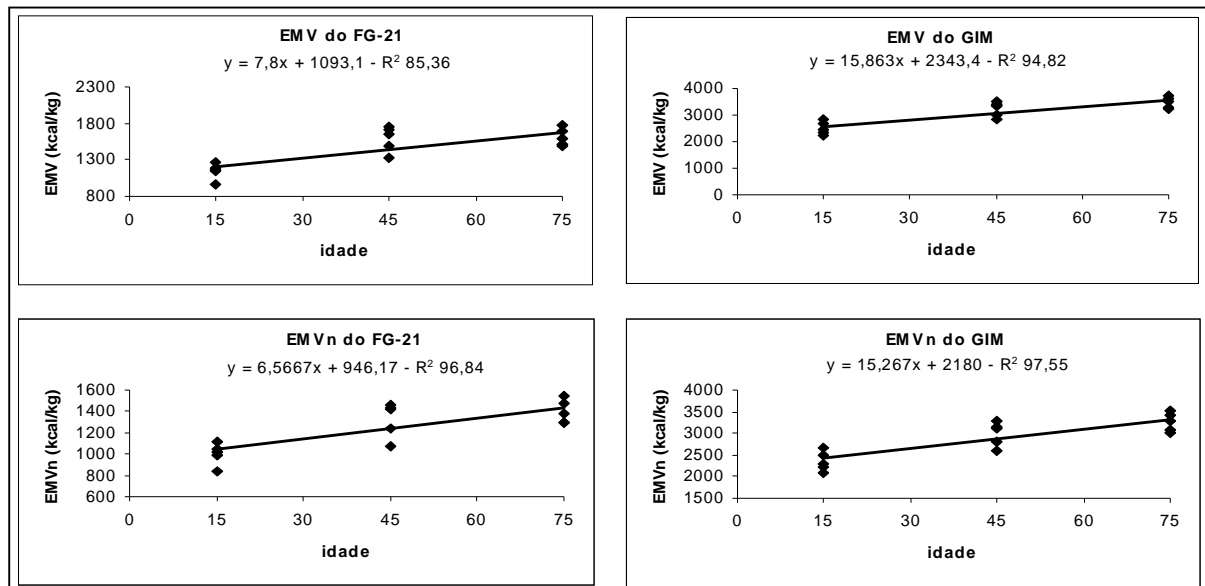 EMV do FG-21
y = 7,8x + 1093,1 - R² 85,36
EMV (kcal/kg)
2300
1800
1300
800
0 15 30 45 60 75
idade
EMV do GIM
y = 15,863x + 2343,4 - R² 94,82
EMV (kcal/kg)
4000
3000
2000
1000
0
0 15 30 45 60 75
idade
EMVn do FG-21
y = 6,5667x + 946,17 - R² 96,84
EMVn (kcal/kg)
1600
1400
1200
1000
800
600
0 15 30 45 60 75
idade
EMVn do GIM
y = 15,267x + 2180 - R² 97,55
EMVn (kcal/kg)
4000
3500
3000
2500
2000
1500
0 15 30 45 60 75
idade